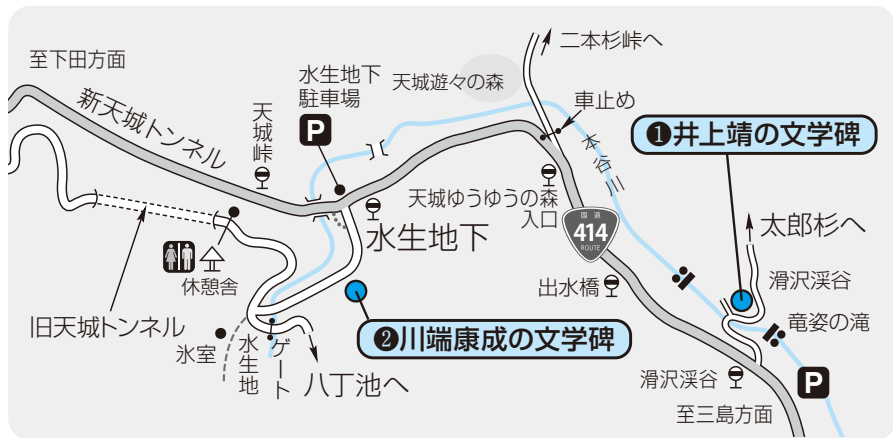 至下田方面
新天城トンネル
天城峠
水生地下
駐車場
P
天城遊々の森
二本杉峠へ
車止め
本谷川
❶井上靖の文学碑
太郎杉へ
滑沢渓谷
竜姿の滝
天城ゆうゆうの森
入口
国道
414
ROUTE
水生地下
出水橋
休憩舎
旧天城トンネル
氷室
水生地
ゲート
八丁池へ
❷川端康成の文学碑
滑沢渓谷
P
至三島方面